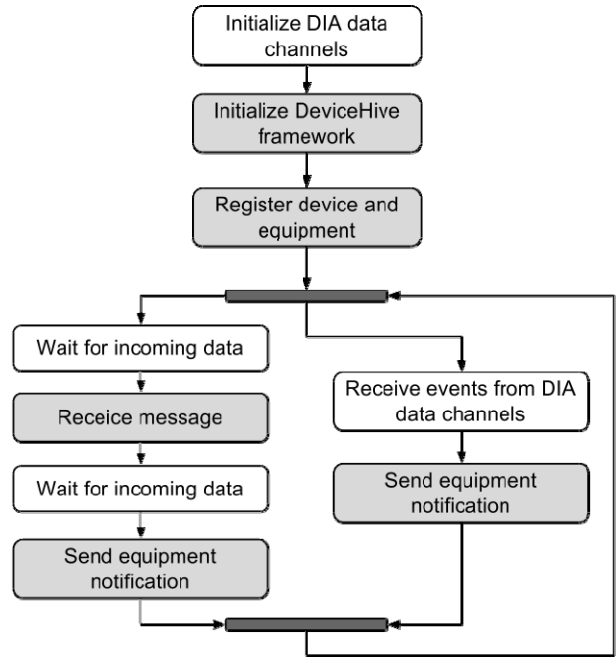 Initialize DIA data
channels
Initialize DeviceHive
framework
Register device and
equipment
Wait for incoming data
Receice message
Wait for incoming data
Send equipment
notification
Receive events from DIA
data channels
Send equipment
notification